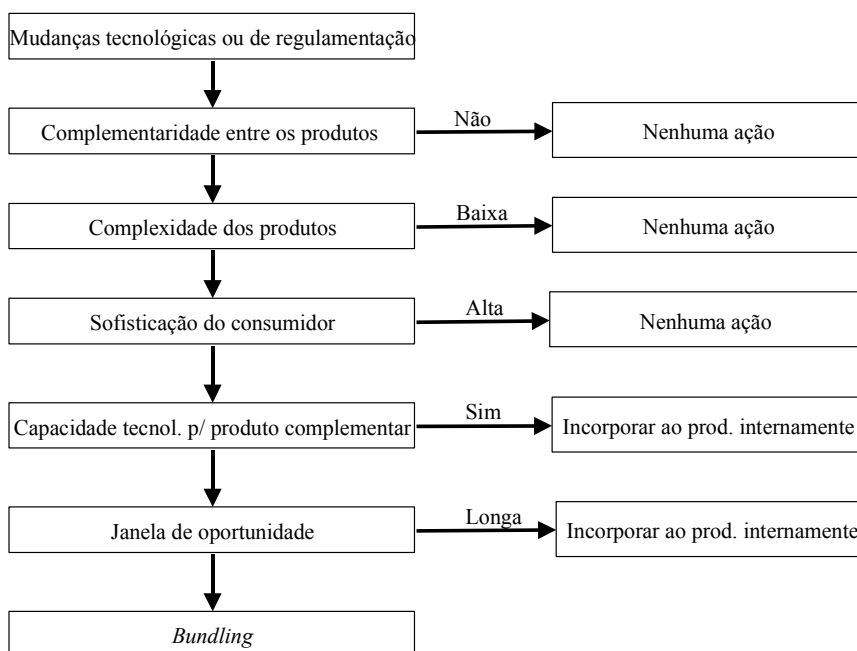 Mudanças tecnológicas ou de regulamentação
Complementaridade entre os produtos
Não
Nenhuma ação
Complexidade dos produtos
Baixa
Nenhuma ação
Sofisticação do consumidor
Alta
Nenhuma ação
Capacidade tecnol. p/ produto complementar
Sim
Incorporar ao prod. internamente
Janela de oportunidade
Longa
Incorporar ao prod. internamente
Bundling